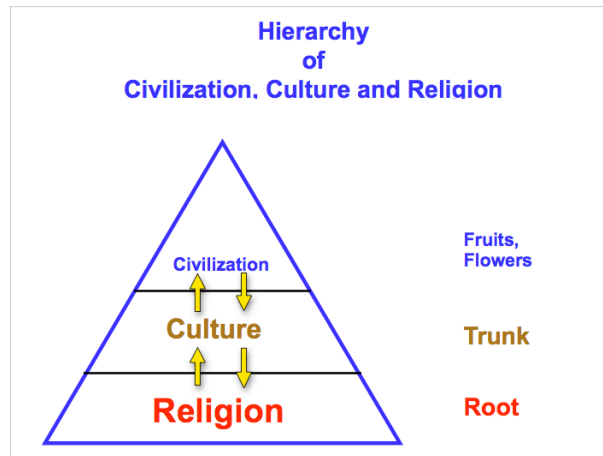 Hierarchy
of
Civilization, Culture and Religion
Fruits,
Flowers
Civilization
Culture
Trunk
Religion
Root